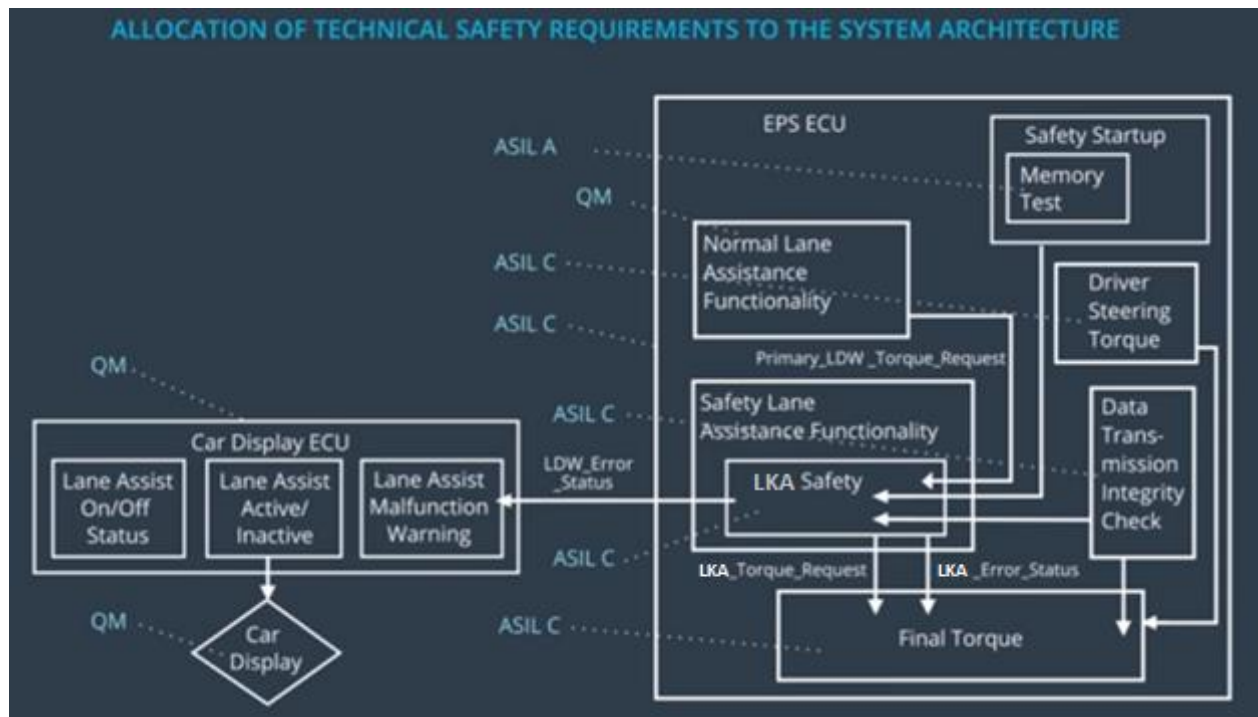 ALLOCATION OF TECHNICAL SAFETY REQUIREMENTS TO THE SYSTEM ARCHITECTURE
EPS ECU
Safety Startup
Memory
Test
ASIL A
QM
Normal Lane
Assistance
Functionality
ASIL C
Driver
Steering
Torque
ASIL C
Primary_LDW _Torque_Request
QM
Safety Lane
Assistance Functionality
ASIL C
Data
Trans-
mission
Integrity
Check
Car Display ECU
Lane Assist
On/Off
Status
Lane Assist
Active/
Inactive
Lane Assist
Malfunction
Warning
LDW_Error
_Status
LKA Safety
ASIL C
LKA_Torque_Request
LKA _Error_Status
QM
Car
Display
ASIL C
Final Torque